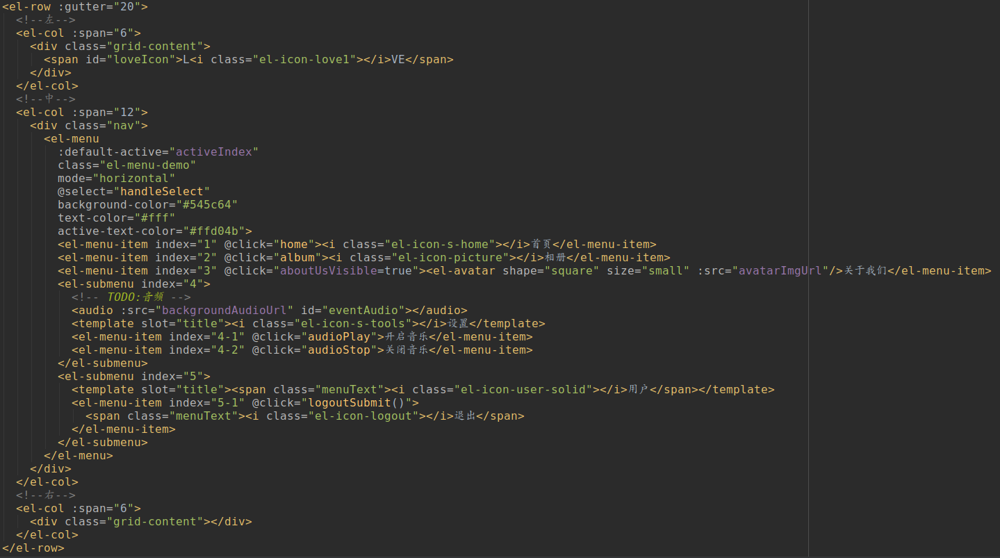 <el-row :gutter="20">
<!--左-->
<el-col :span="6">
<div class="grid-content">
<span id="loveIcon">L<i class="el-icon-love1"></i>VE</span>
</div>
</el-col>
<!--中-->
<el-col :span="12">
<div class="nav">
<el-menu
:default-active="activeIndex"
class="el-menu-demo"
mode="horizontal"
@select="handleSelect"
background-color="#545c64"
text-color="#fff"
active-text-color="#ffd04b">
<el-menu-item index="1" @click="home"><i class="el-icon-s-home"></i>首页</el-menu-item>
<el-menu-item index="2" @click="album"><i class="el-icon-picture"></i>相册</el-menu-item>
<el-menu-item index="3" @click="aboutUsVisible=true"><el-avatar shape="square" size="small" :src="avatarImgUrl"/>关于我们</el-menu-item>
<el-submenu index="4">
<!-- TODO:音频 -->
<audio :src="backgroundAudioUrl" id="eventAudio"></audio>
<template slot="title"><i class="el-icon-s-tools"></i>设置</template>
<el-menu-item index="4-1" @click="audioPlay">开启音乐</el-menu-item>
<el-menu-item index="4-2" @click="audioStop">关闭音乐</el-menu-item>
</el-submenu>
<el-submenu index="5">
<template slot="title"><span class="menuText"><i class="el-icon-user-solid"></i>用户</span></template>
<el-menu-item index="5-1" @click="logoutSubmit()">
<span class="menuText"><i class="el-icon-logout"></i>退出</span>
</el-menu-item>
</el-submenu>
</el-menu>
</div>
</el-col>
<!--右-->
<el-col :span="6">
<div class="grid-content"></div>
</el-col>
</el-row>